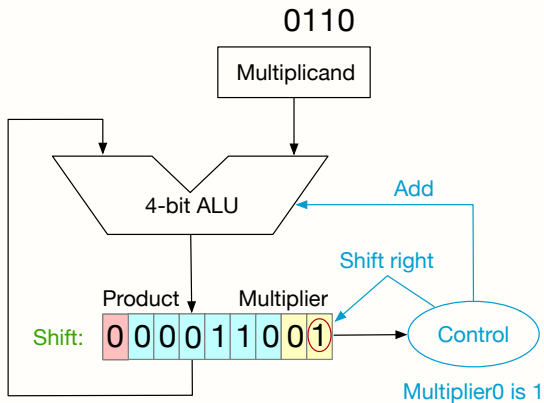 0110
Multiplicand
4-bit ALU
Add
Shift right
Product Multiplier
Shift: 0 0 0 0 1 1 0 0 1
Control
Multiplier0 is 1